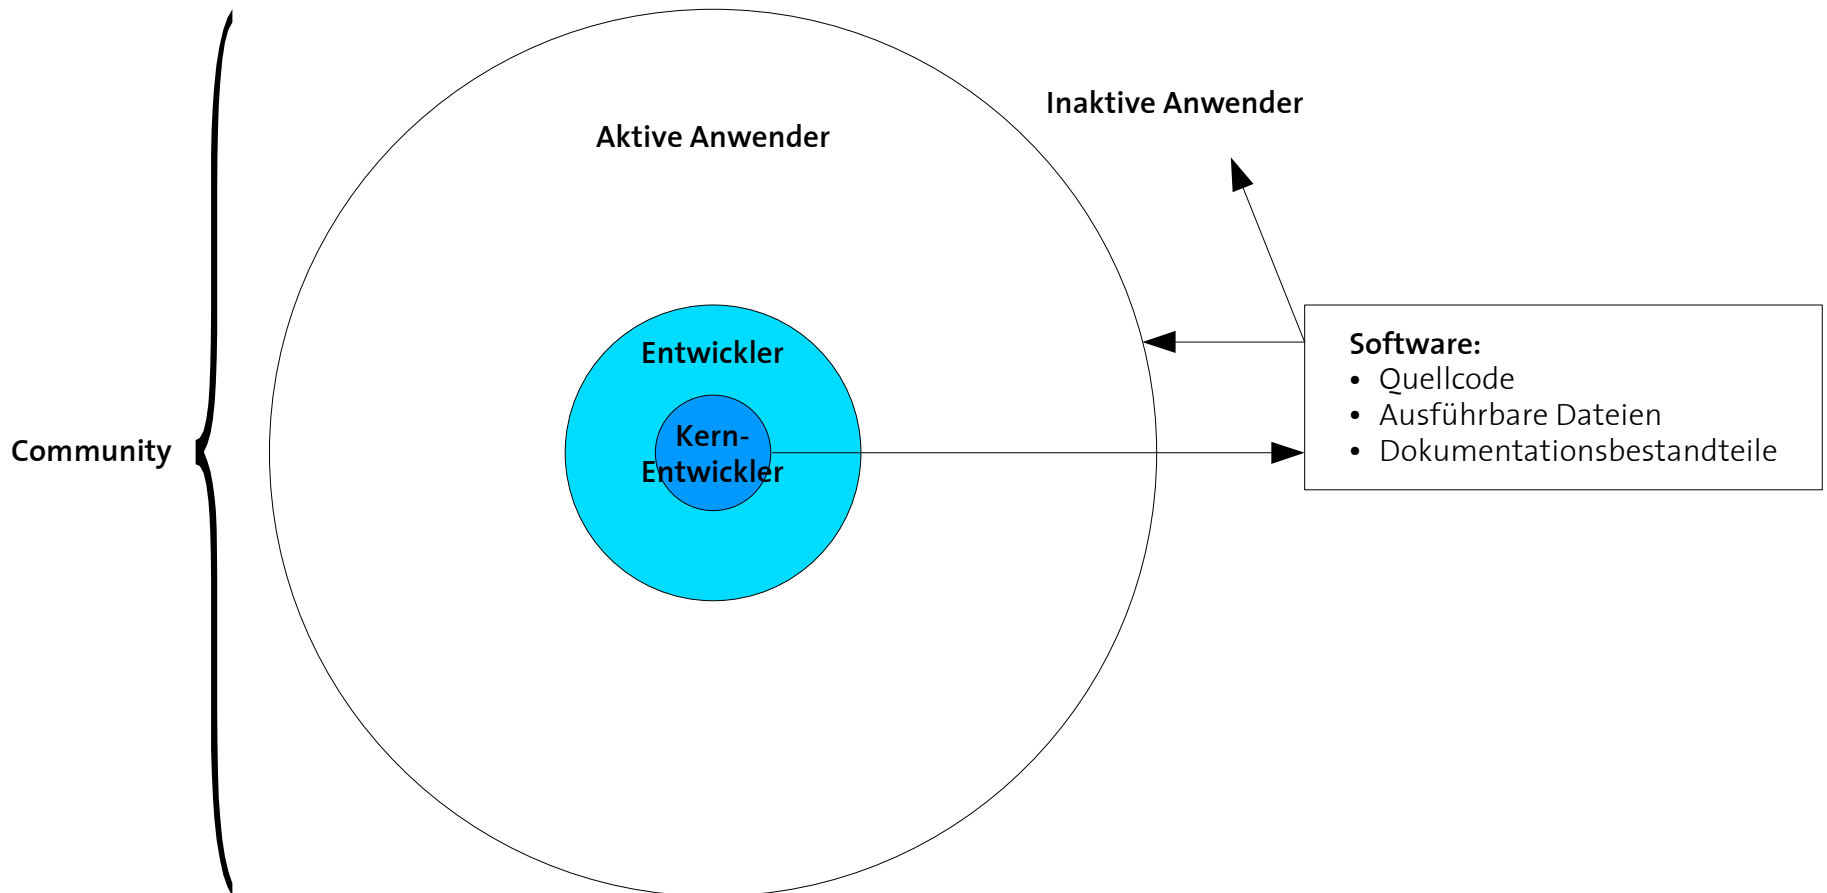 Inaktive Anwender
Aktive Anwender
Entwickler
Kern-
Entwickler
Community
Software:
• Quellcode
• Ausführbare Dateien
• Dokumentationsbestandteile